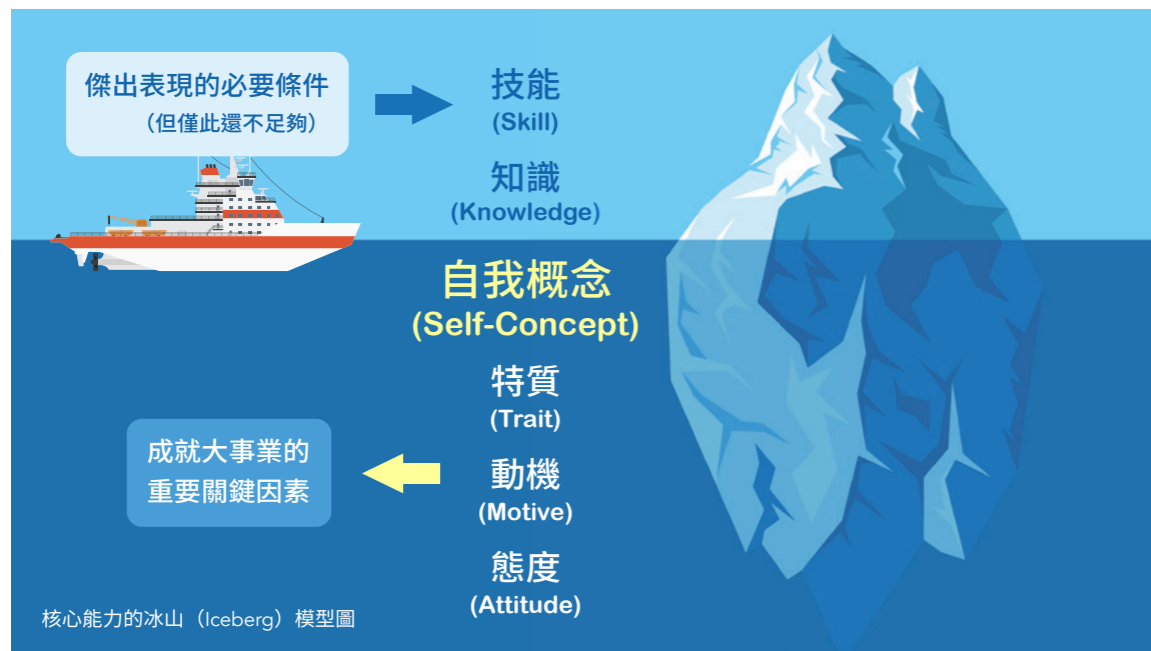 傑出表現的必要條件
（但僅此還不足夠）
技能
(Skill)
知識
(Knowledge)
自我概念
(Self-Concept)
特質
(Trait)
成就大事業的
重要關鍵因素
動機
(Motive)
態度
(Attitude)
核心能力的冰山（Iceberg）模型圖